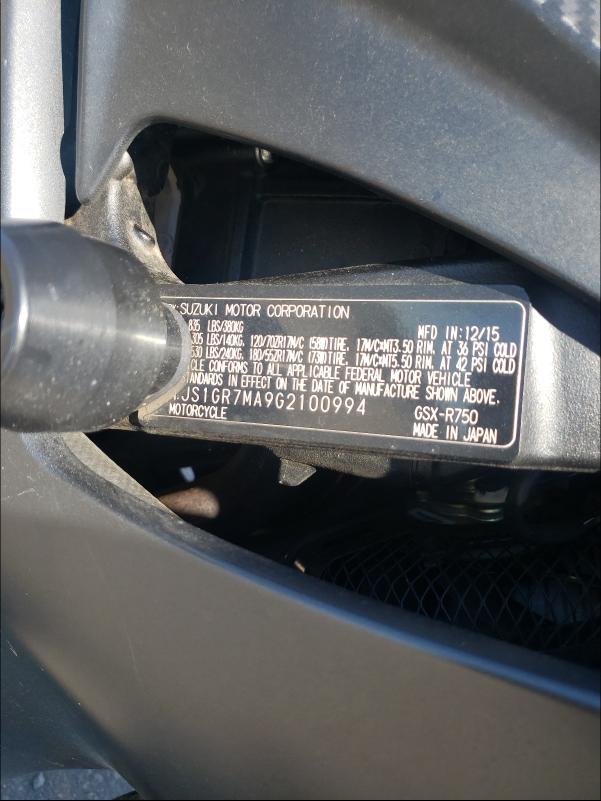 Y: SUZUKI MOTOR CORPORATION MFD IN:12/15
835 LBS/380KG
305 LBS/140KG, 120/70ZR17M/C (58W)TIRE, 17M/CXMT3.50 RIM, AT 36 PSI COLD
530 LBS/240KG, 180/55ZR17M/C (73W)TIRE, 17M/CXMT5.50 RIM, AT 42 PSI COLD
CLE CONFORMS TO ALL APPLICABLE FEDERAL MOTOR VEHICLE
STANDARDS IN EFFECT ON THE DATE OF MANUFACTURE SHOWN ABOVE.
JS1GR7MA9G2100994 GSX-R750
MOTORCYCLE MADE IN JAPAN